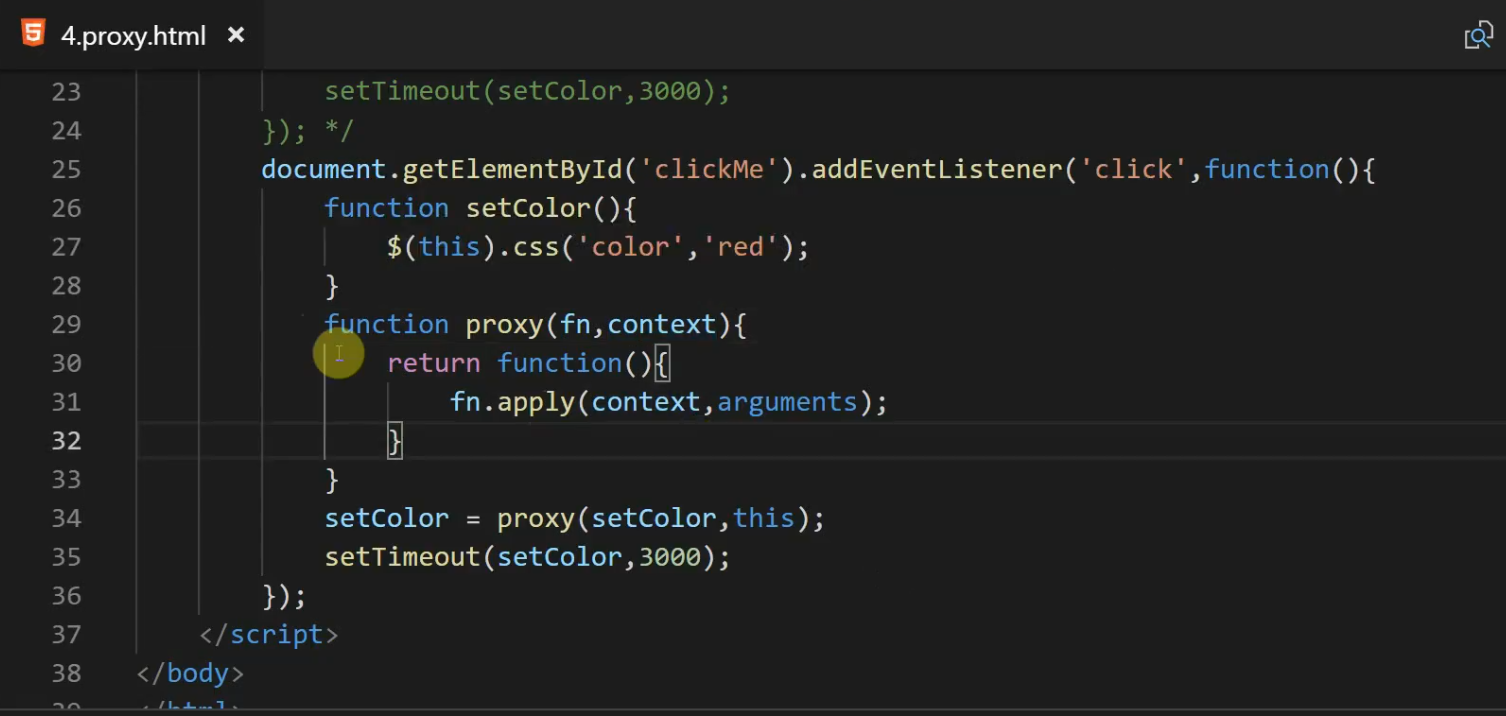 4.proxy.html ×
23 setTimeout(setColor,3000);
24 }); */
25 document.getElementById('clickMe').addEventListener('click',function(){
26 function setColor(){
27 $(this).css('color','red');
28 }
29 function proxy(fn,context){
30 return function(){
31 fn.apply(context,arguments);
32 }
33 }
34 setColor = proxy(setColor,this);
35 setTimeout(setColor,3000);
36 });
37 </script>
38 </body>
39 </html>